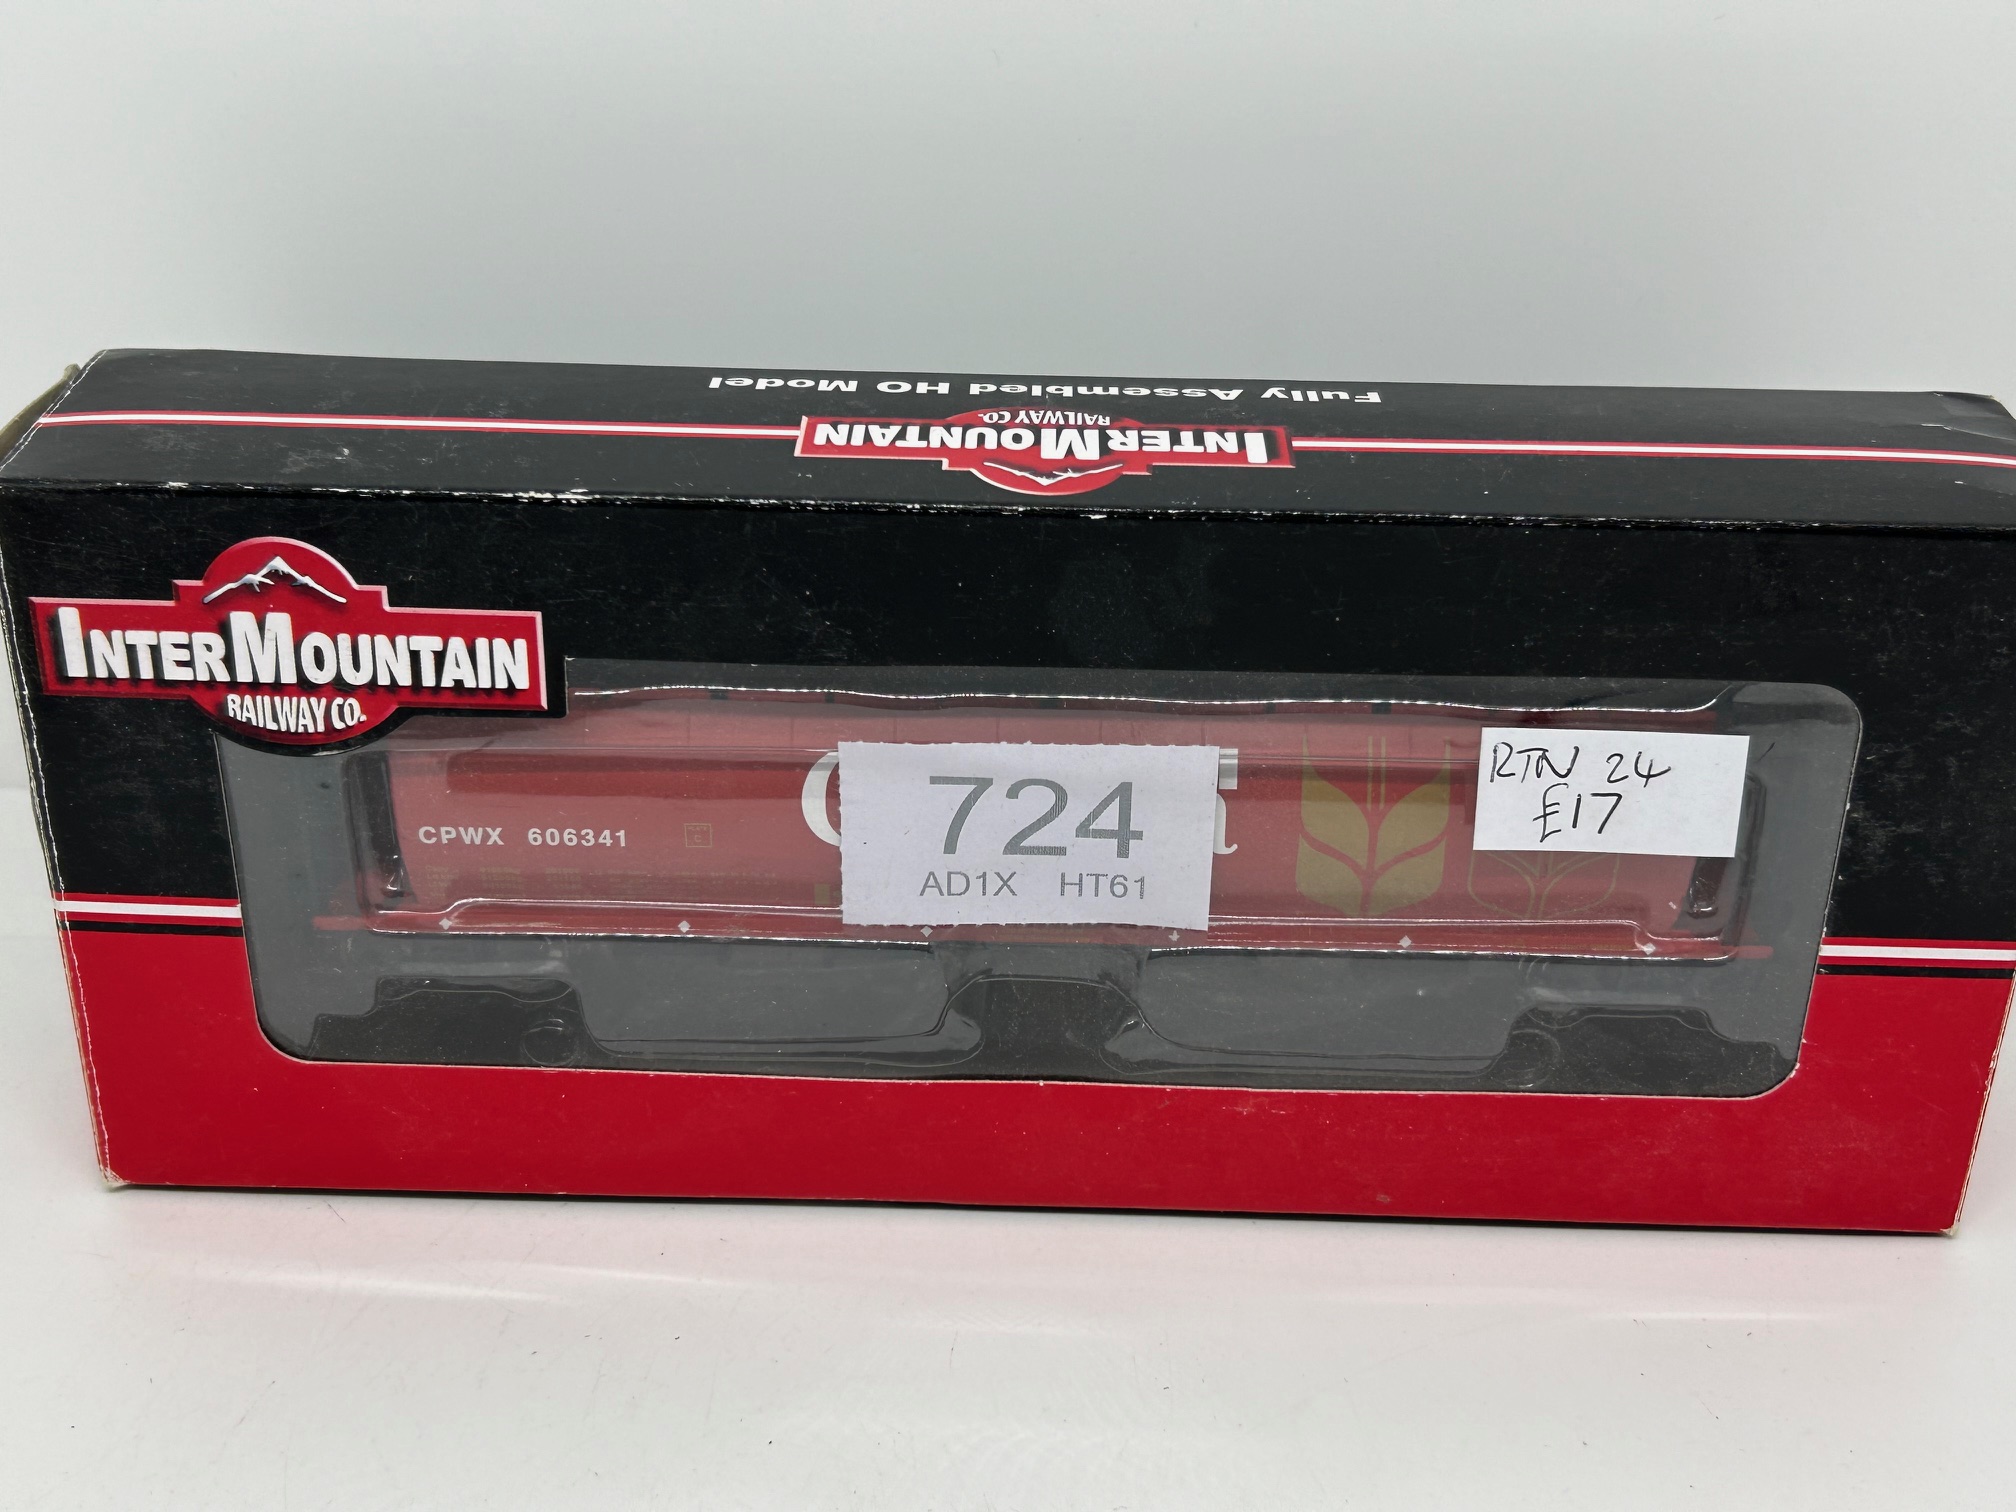 Fully Assembled HO Model
INTERMOUNTAIN
RAILWAY CO.
INTERMOUNTAIN
RAILWAY CO.
CPWX 606341
724
AD1X HT61
RTN 24
£17